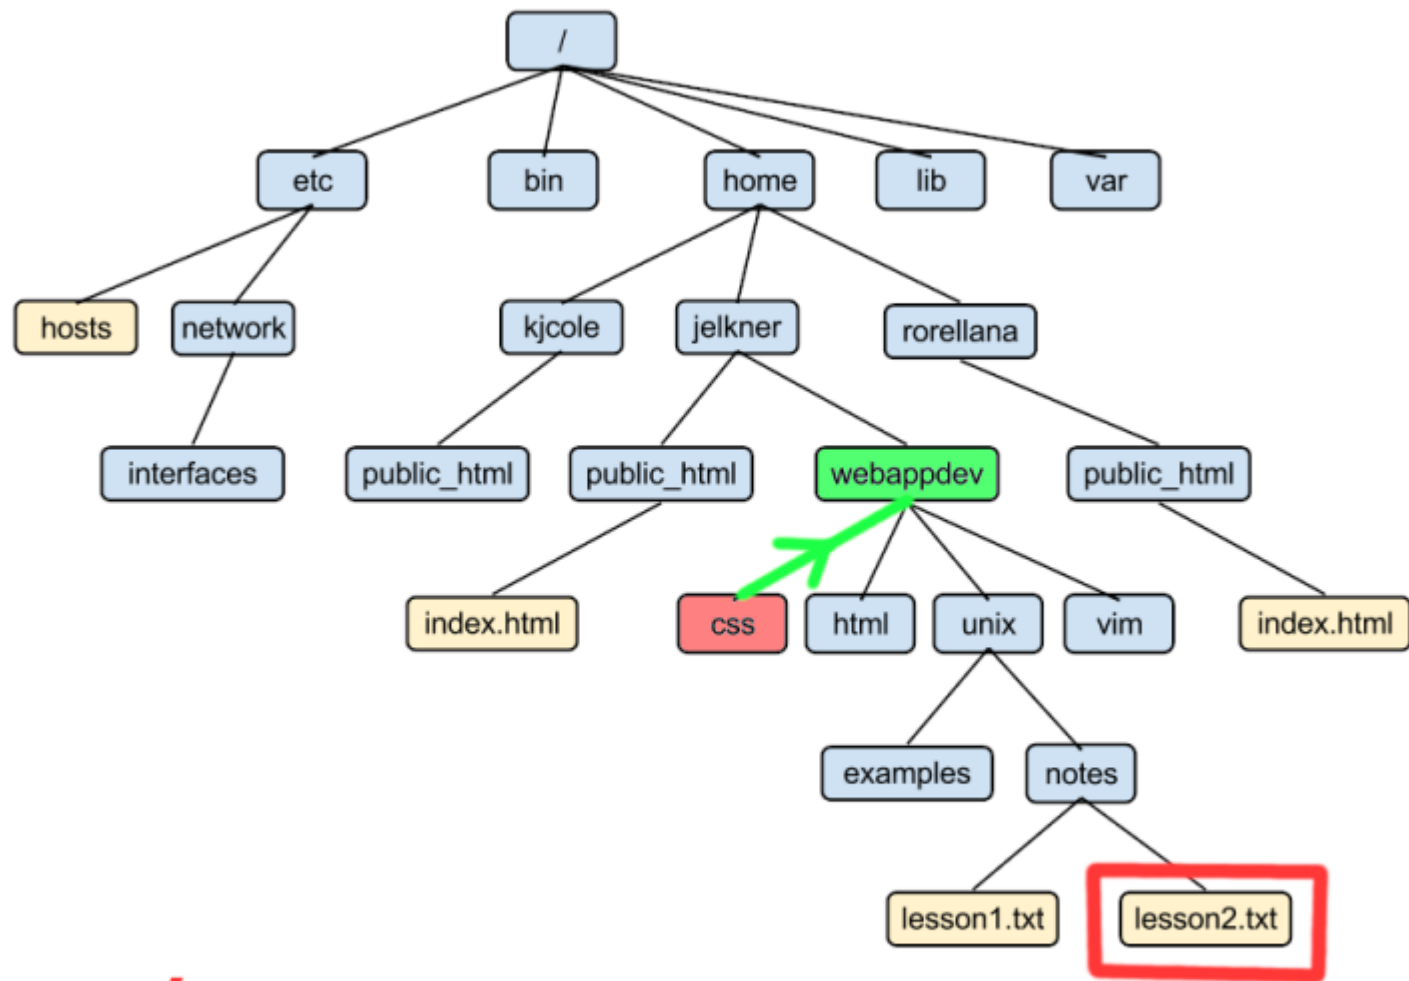 /
etc
bin
home
lib
var
hosts
network
kjcole
jelkner
rorellana
interfaces
public_html
public_html
webappdev
public_html
index.html
css
html
unix
vim
index.html
examples
notes
lesson1.txt
lesson2.txt